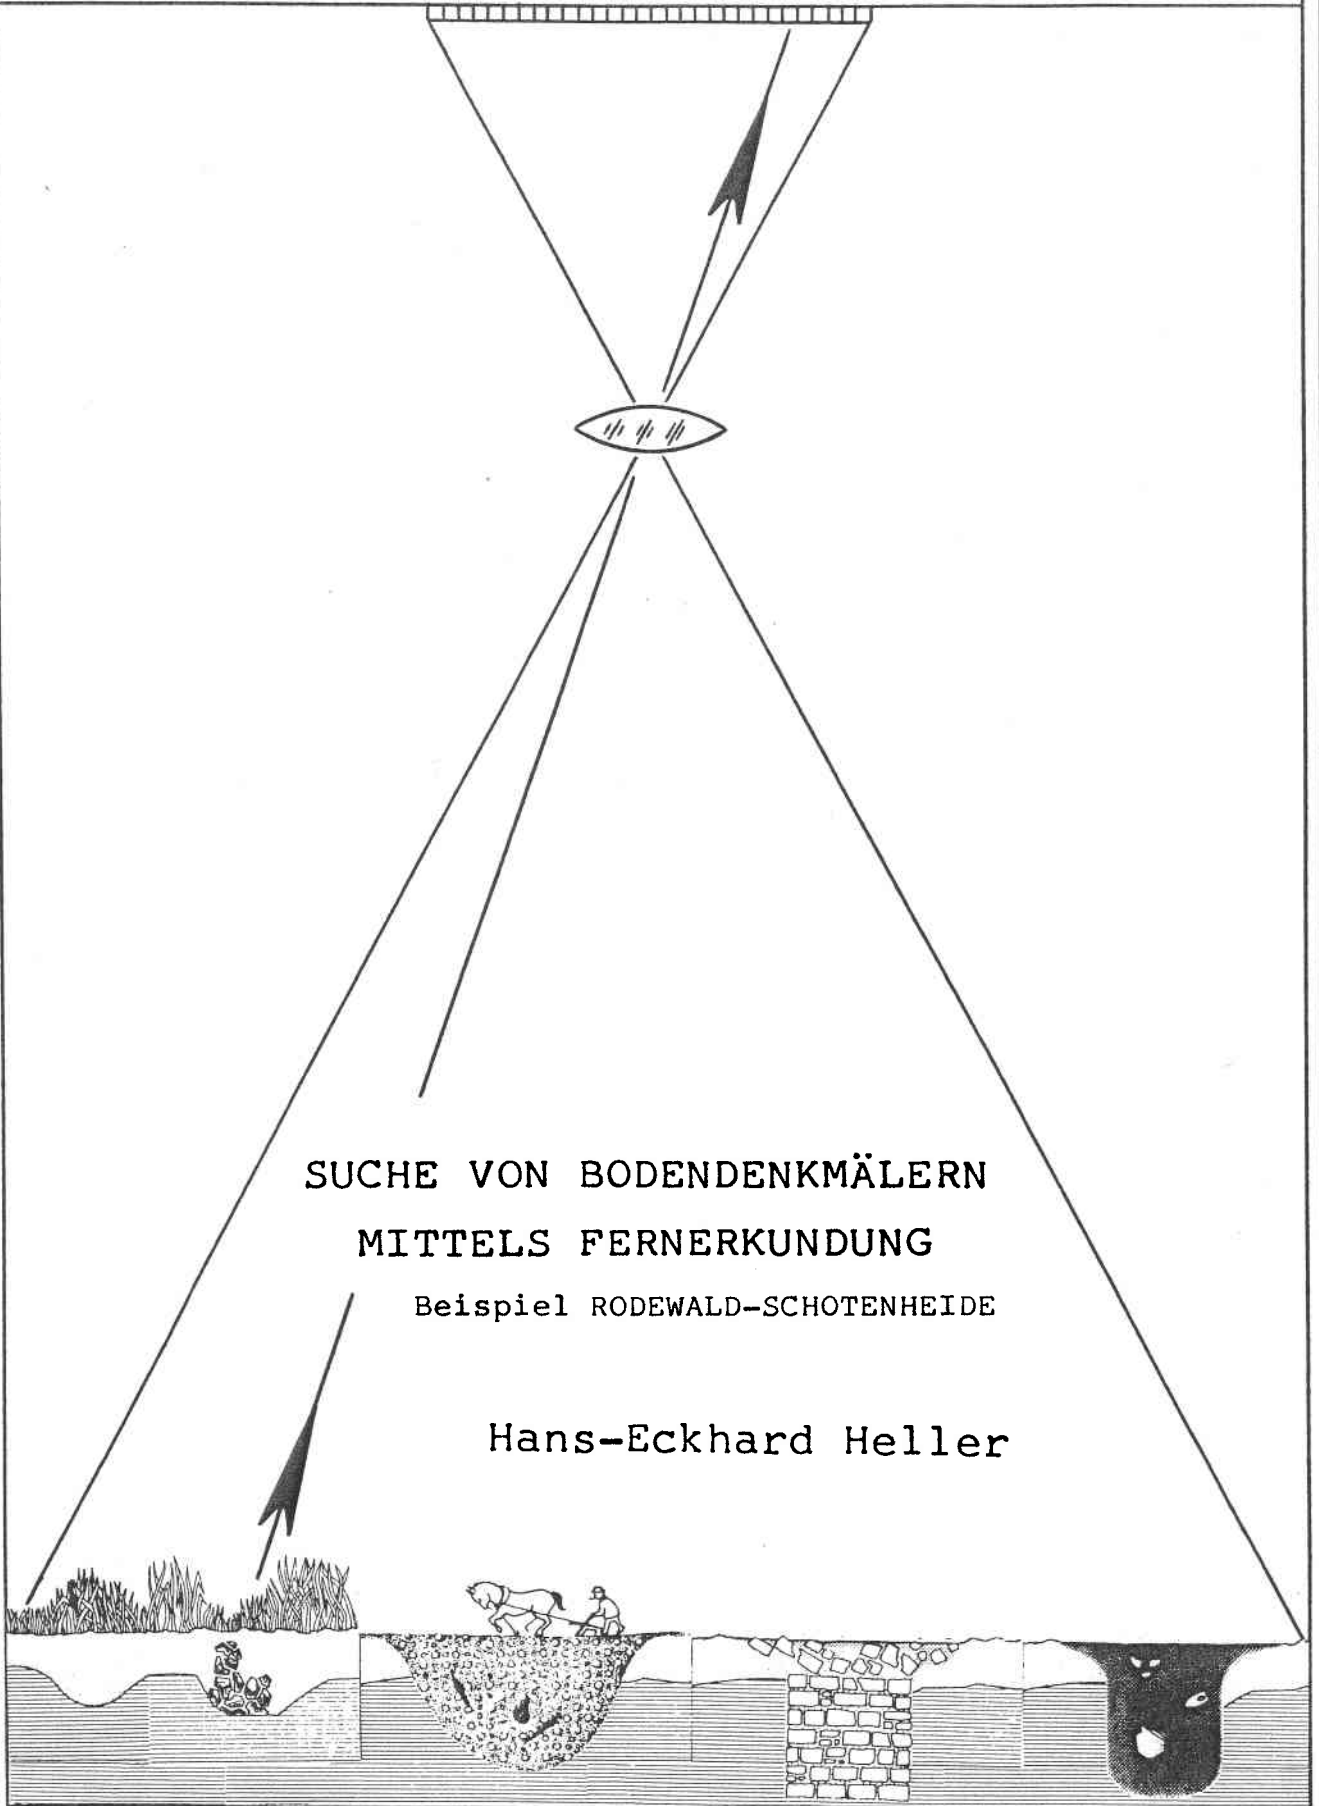 SUCHE VON BODENDENKMÄLERN
MITTELS FERNERKUNDUNG
Beispiel RODEWALD-SCHOTENHEIDE
Hans-Eckhard Heller